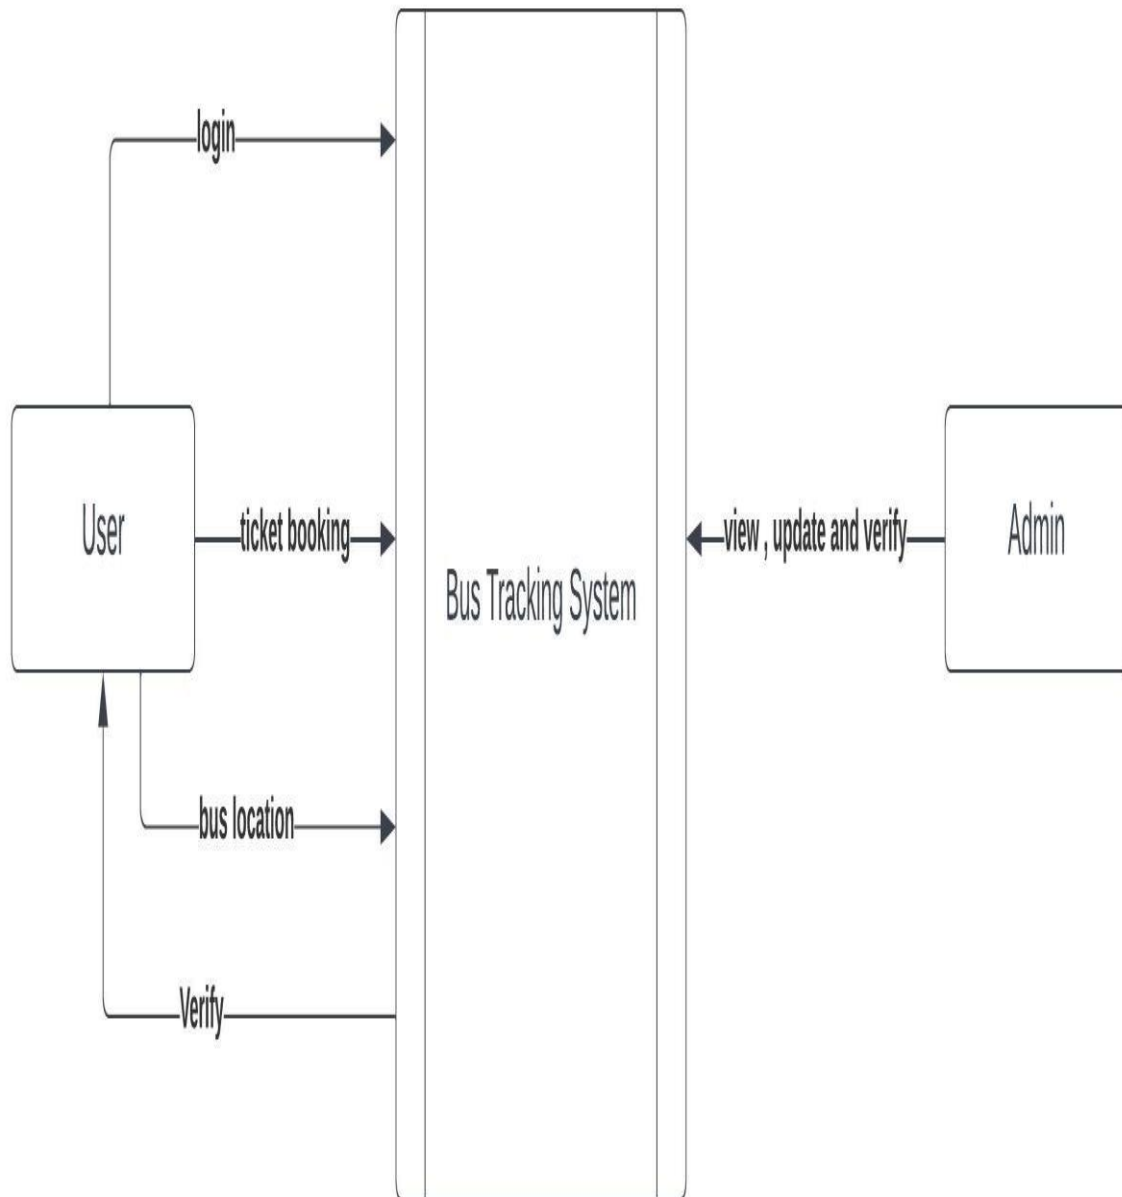 login
User
ticket booking
view , update and verify
Admin
Bus Tracking System
bus location
Verify